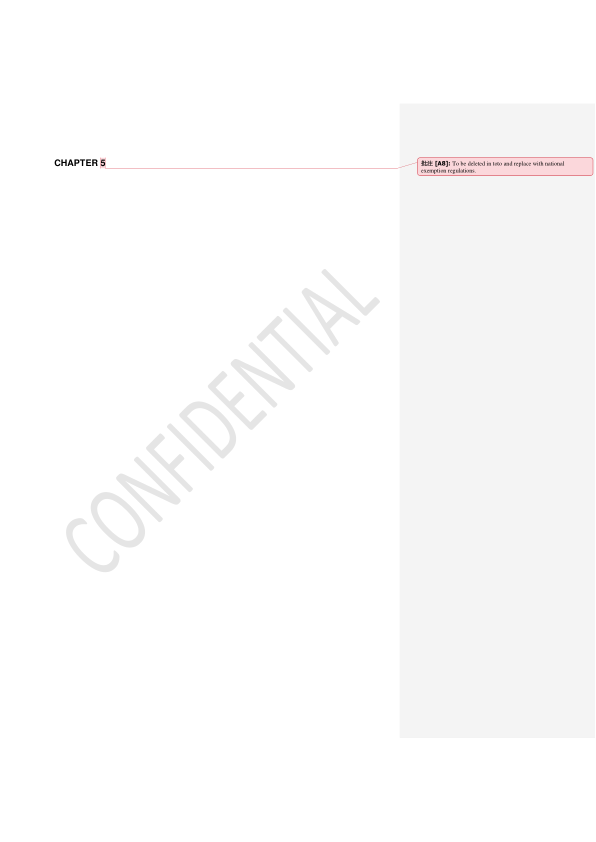 CHAPTER 5
批注 [A8]: To be deleted in toto and replace with national
exemption regulations.
CONFIDENTIAL